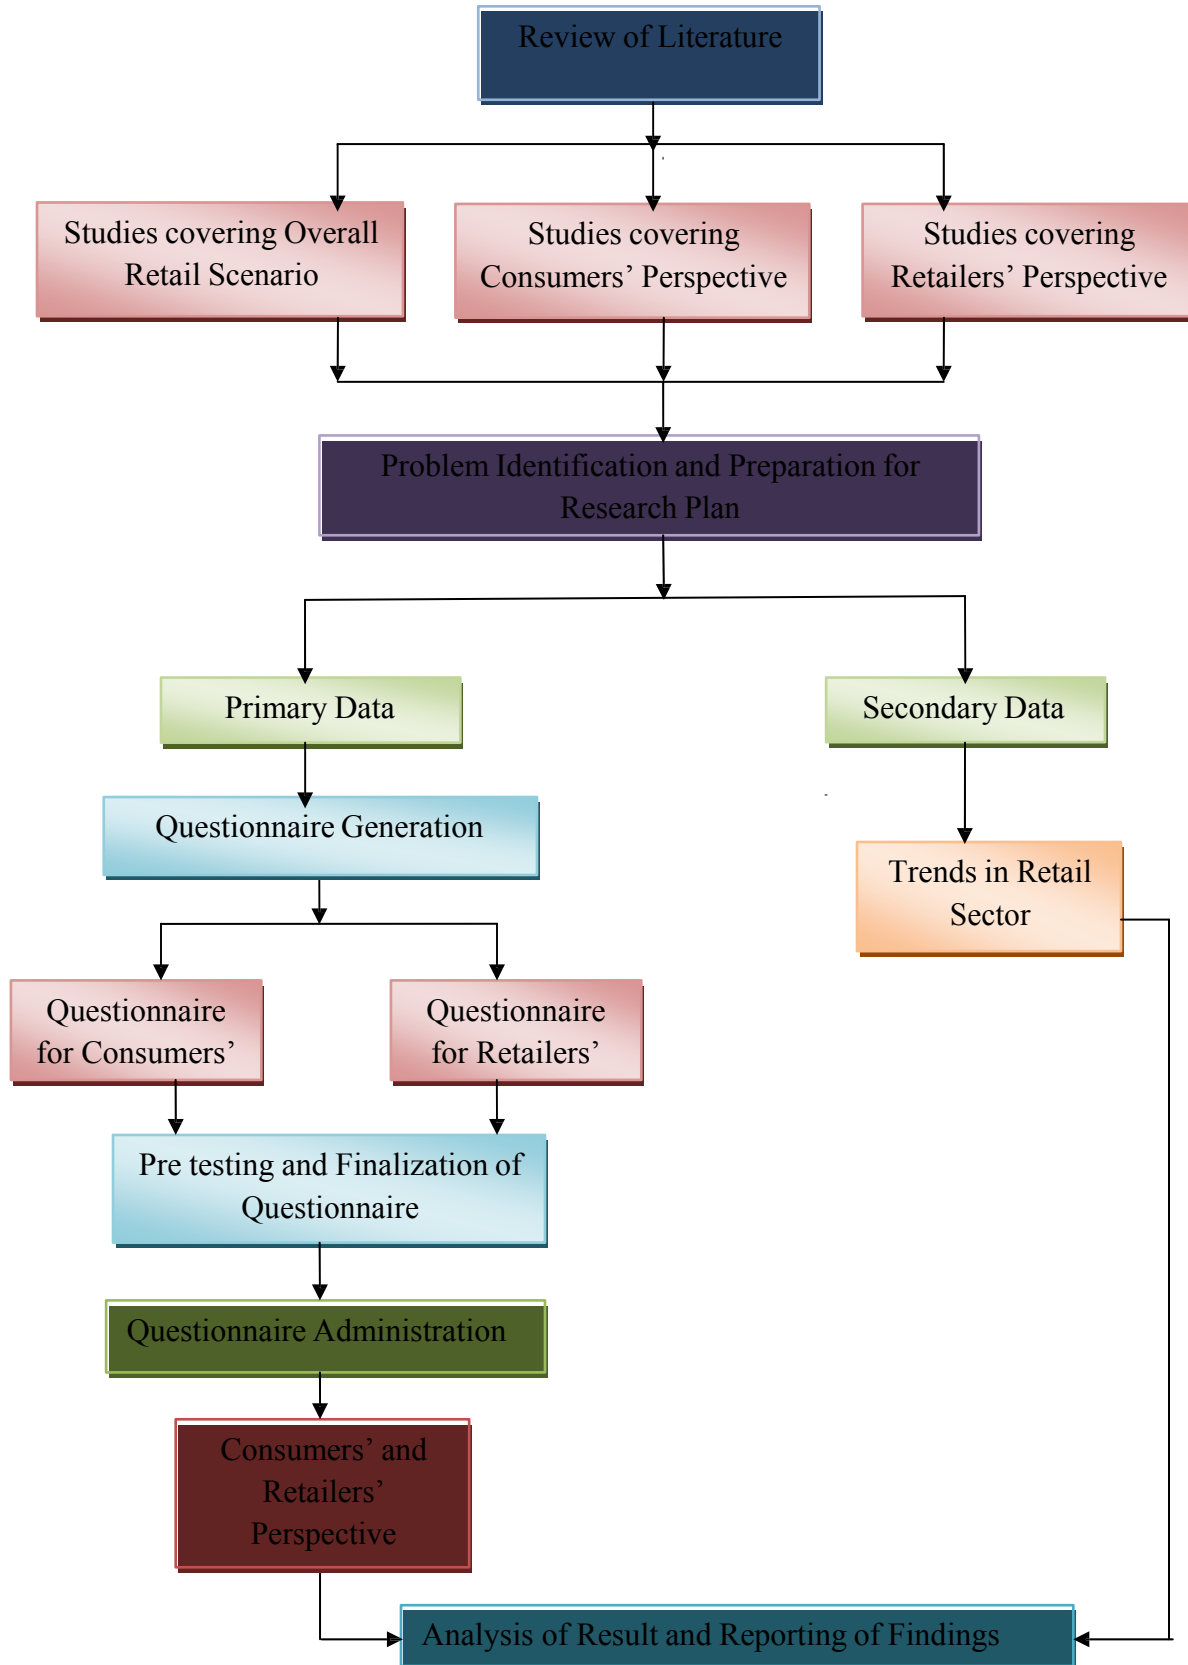 Review of Literature
Studies covering Overall
Retail Scenario
Studies covering
Consumers’ Perspective
Studies covering
Retailers’ Perspective
Problem Identification and Preparation for
Research Plan
Primary Data
Secondary Data
Questionnaire Generation
Trends in Retail
Sector
Questionnaire
for Consumers’
Questionnaire
for Retailers’
Pre testing and Finalization of
Questionnaire
Questionnaire Administration
Consumers’ and
Retailers’
Perspective
Analysis of Result and Reporting of Findings